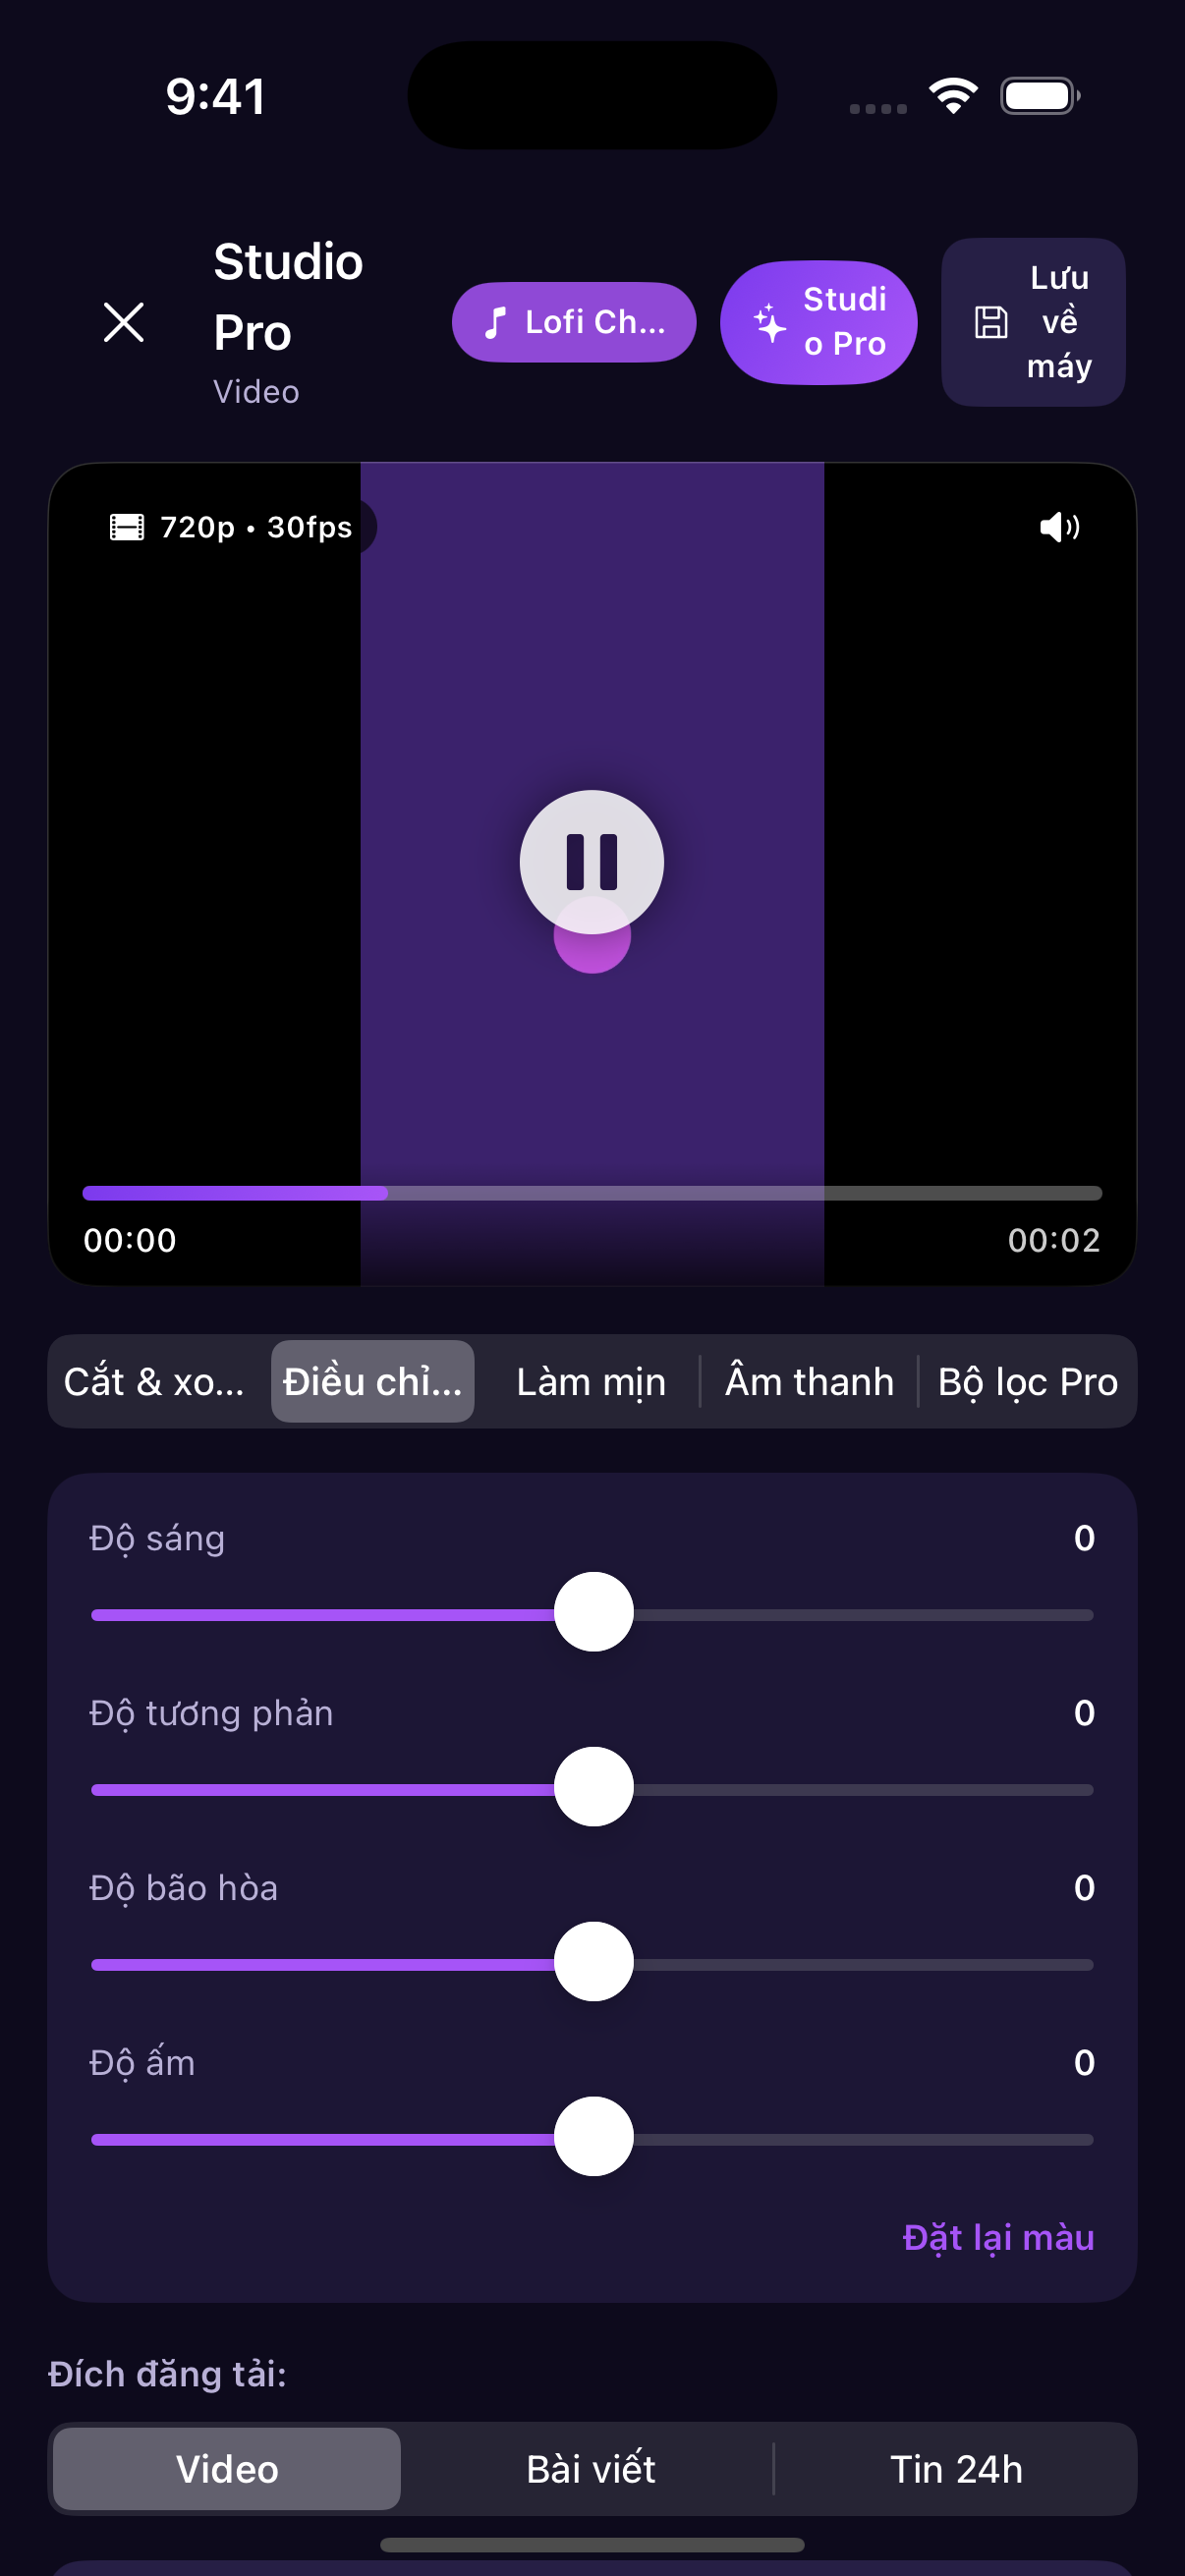 9:41
Studio
Pro
Video
Lofi Ch...
Studi
o Pro
Lưu
về
máy
720p • 30fps
00:00
00:02
Cắt & xo...
Điều chỉ...
Làm mịn
Âm thanh
Bộ lọc Pro
Độ sáng
0
Độ tương phản
0
Độ bão hòa
0
Độ ấm
0
Đặt lại màu
Đích đăng tải:
Video
Bài viết
Tin 24h